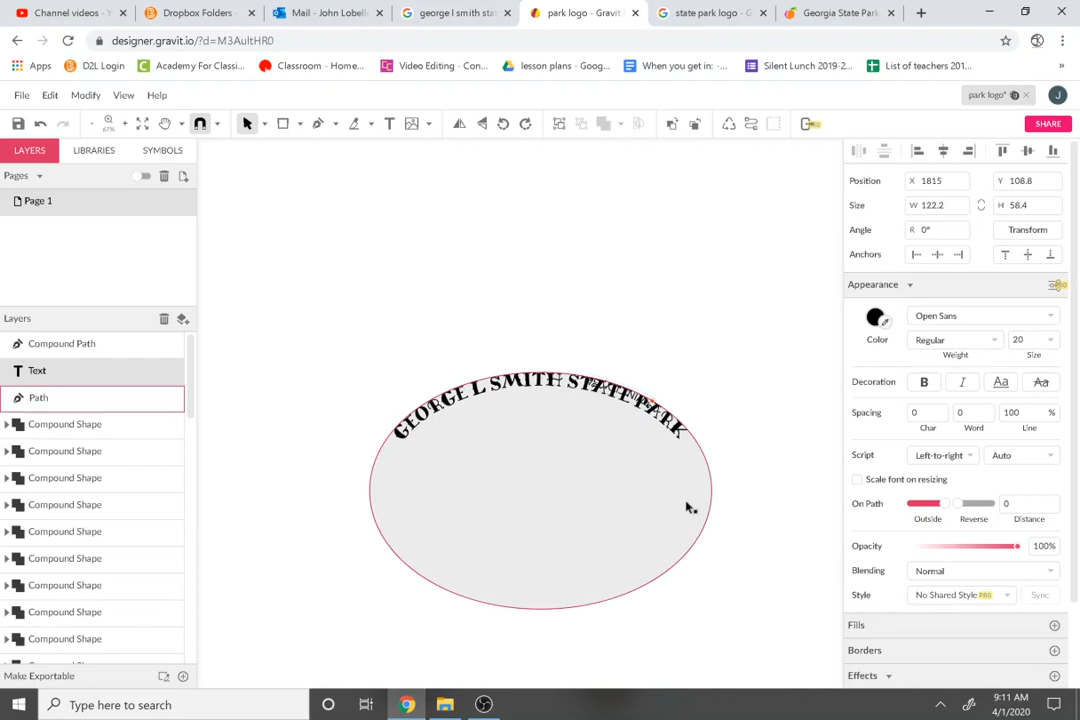 Channel videos - Y
Dropbox Folders -
Mail - John Lobell
george l smith sta
park logo - Gravit
state park logo - G
Georgia State Park
designer.gravit.io/?d=M3AultHR0
Apps
D2L Login
Academy For Classi...
Classroom - Home...
Video Editing - Con...
lesson plans - Goog...
When you get in: -...
Silent Lunch 2019-2...
List of teachers 201...
File
Edit
Modify
View
Help
park logo*
J
67%
PRO
SHARE
LAYERS
LIBRARIES
SYMBOLS
Pages
Page 1
Layers
Compound Path
T Text
Path
Compound Shape
Compound Shape
Compound Shape
Compound Shape
Compound Shape
Compound Shape
Compound Shape
Compound Shape
Compound Shape
Make Exportable
GEORGE L SMITH STATE PARK
Position
X 1815
Y 108.8
Size
W 122.2
H 58.4
Angle
R 0°
Transform
Anchors
Appearance
PRO
Open Sans
Color
Regular
20
Weight
Size
Decoration
B
I
Aa
Aa
Spacing
0
0
100 %
Char
Word
Line
Script
Left-to-right
Auto
Scale font on resizing
On Path
0
Outside
Reverse
Distance
Opacity
100%
Blending
Normal
Style
No Shared Style PRO
Sync
Fills
Borders
Effects
Type here to search
9:11 AM
4/1/2020